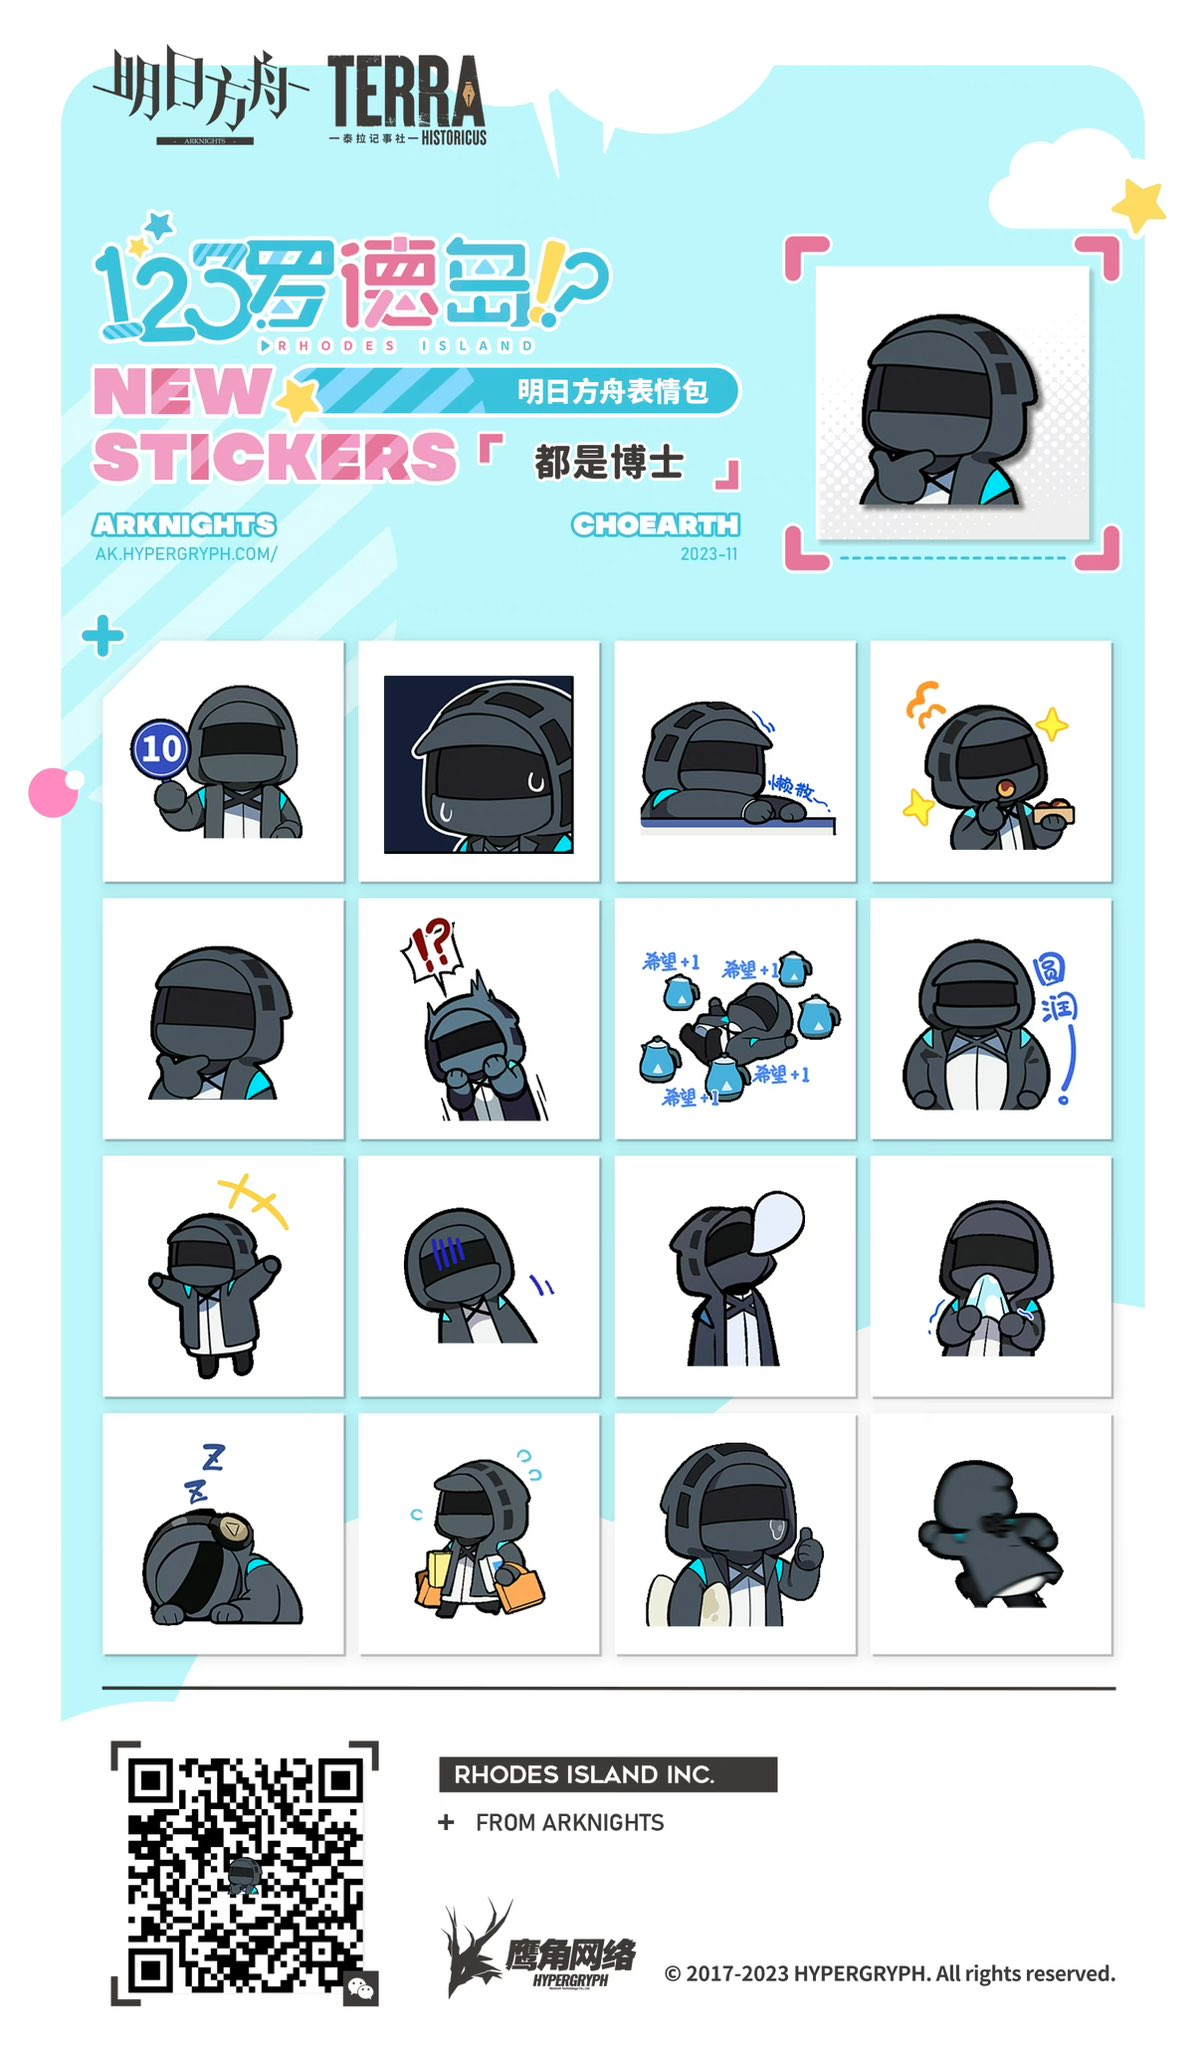 明日方舟
- ARKNIGHTS -
TERRA
泰拉记事社
HISTORICUS
123罗德岛!?
RHODES ISLAND
NEW
明日方舟表情包
STICKERS
「都是博士」
ARKNIGHTS
CHOEARTH
AK.HYPERGRYPH.COM/
2023-11
10
懒散~
!?
希望+1
希望+1
希望+1
希望+1
圆润！
Z
Z
RHODES ISLAND INC.
+ FROM ARKNIGHTS
鹰角网络
HYPERGRYPH
© 2017-2023 HYPERGRYPH. All rights reserved.